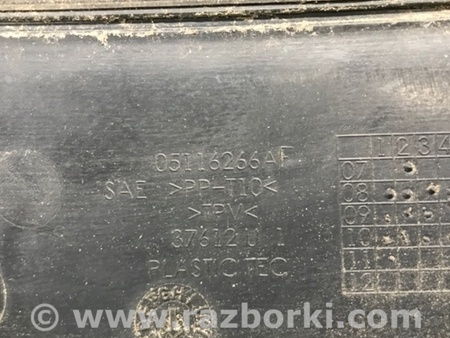 1 2 3 4
05116266AF
07
SAE >PP-T10<
08
>TPV<
09
37612 U 1
10
PLASTIC TEC
11
12
© www.razborki.com